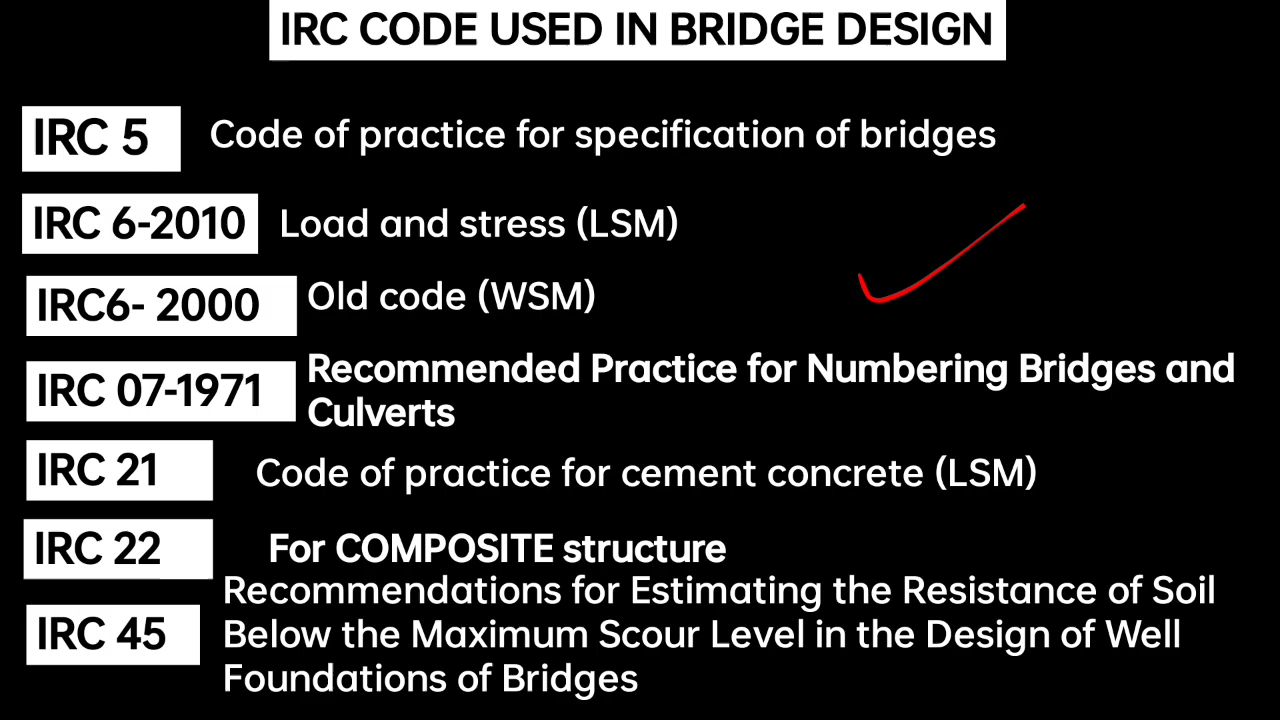 IRC CODE USED IN BRIDGE DESIGN
IRC 5 Code of practice for specification of bridges
IRC 6-2010 Load and stress (LSM)
IRC6- 2000 Old code (WSM)
IRC 07-1971 Recommended Practice for Numbering Bridges and
Culverts
IRC 21 Code of practice for cement concrete (LSM)
IRC 22 For COMPOSITE structure
IRC 45 Recommendations for Estimating the Resistance of Soil
Below the Maximum Scour Level in the Design of Well
Foundations of Bridges